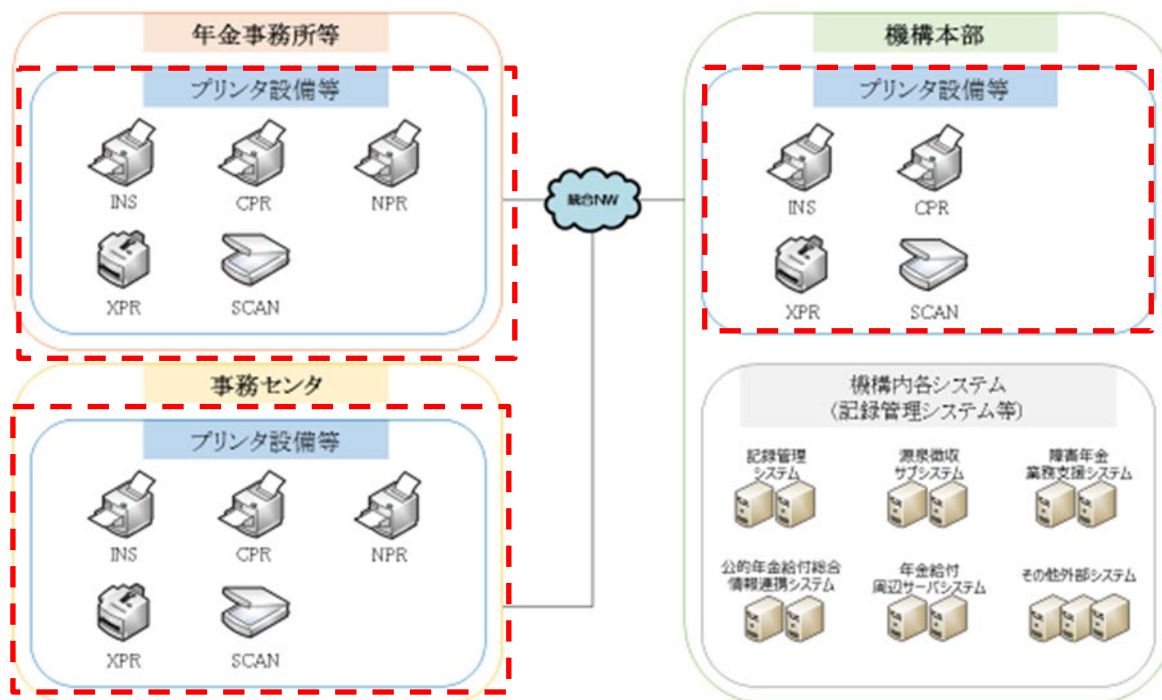 年金事務所等
プリンタ設備等
INS
CPR
NPR
XPR
SCAN
統合NW
機構本部
プリンタ設備等
INS
CPR
XPR
SCAN
事務センタ
プリンタ設備等
INS
CPR
NPR
XPR
SCAN
機構内各システム
(記録管理システム等)
記録管理
システム
源泉徴収
サブシステム
障害年金
業務支援システム
公的年金給付総合
情報連携システム
年金給付
周辺サーバシステム
その他外部システム